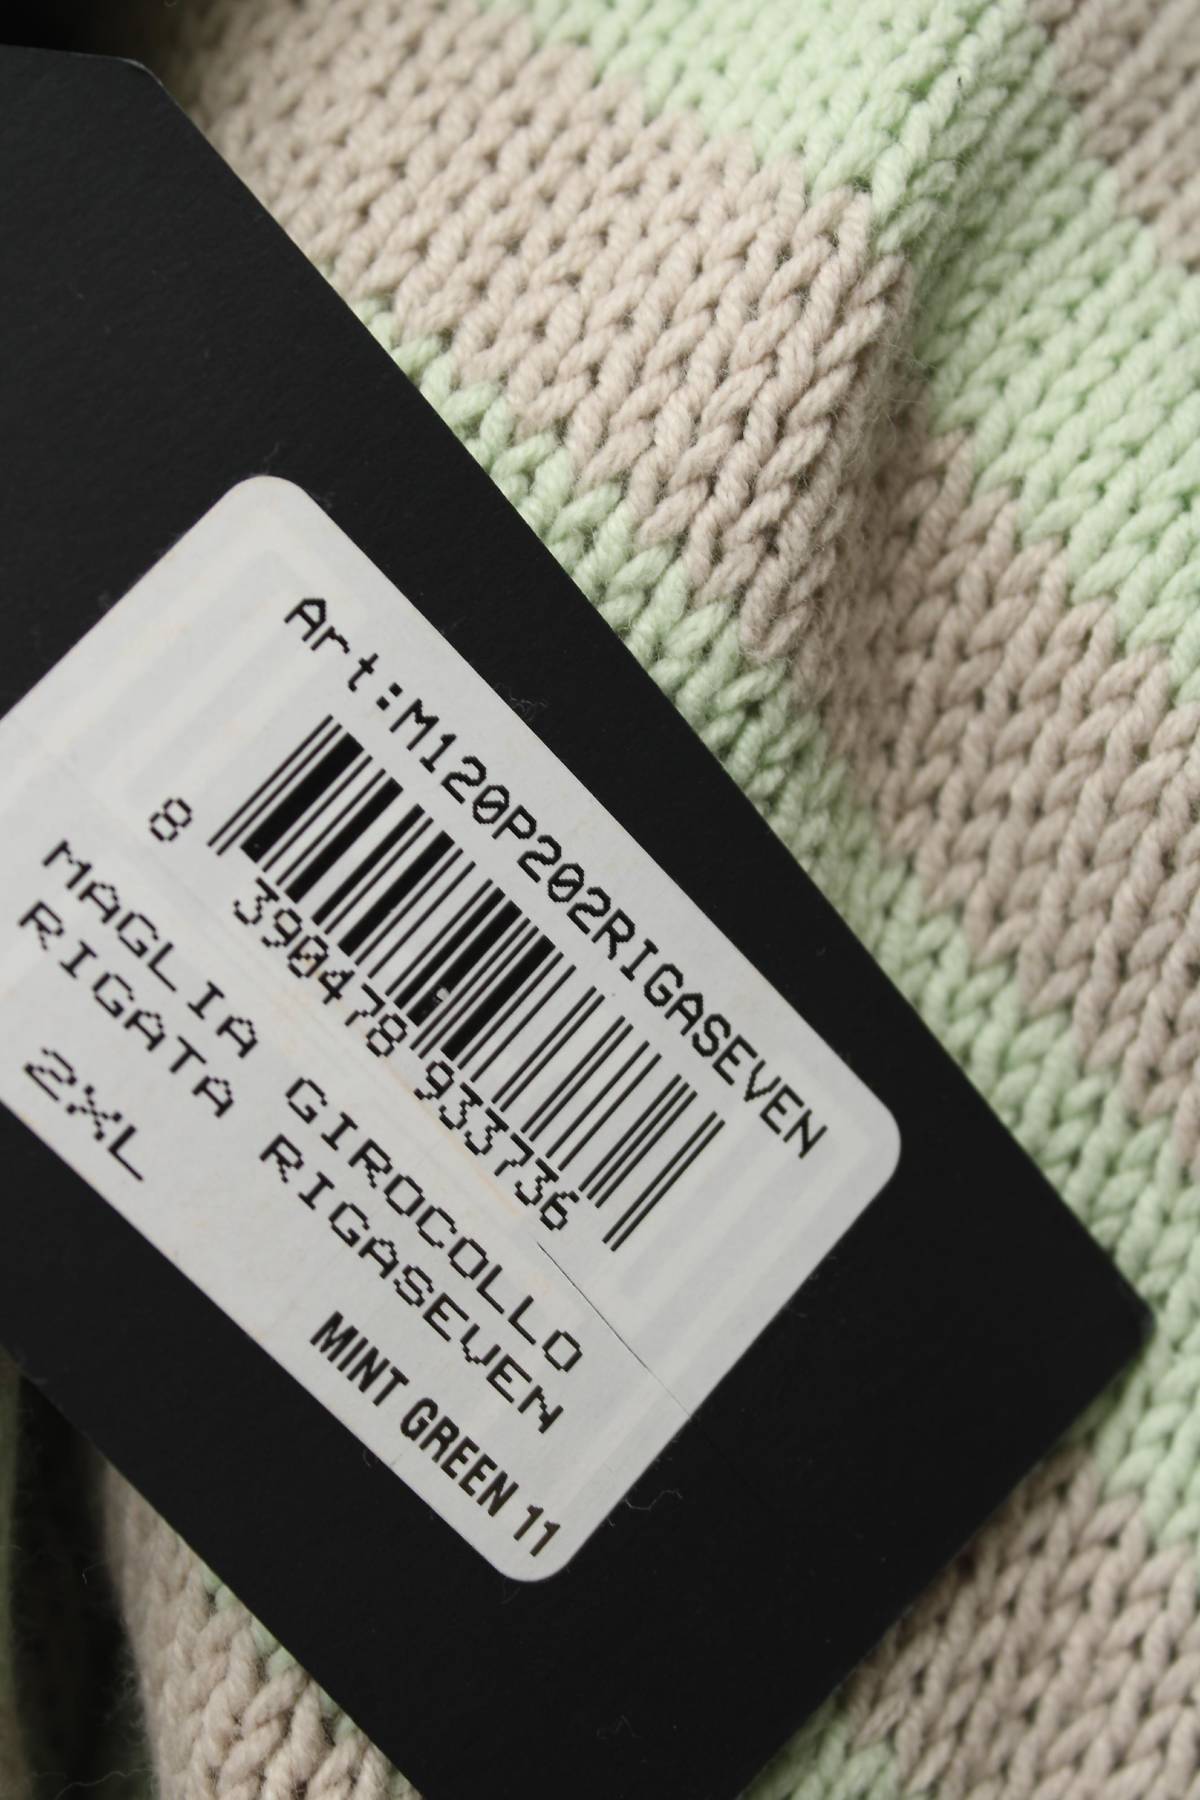 Art:M120P202RIGASEVEN
8 390478 933736
MAGLIA GIROCOLLO
RIGATA RIGASEVEN
2XL
MINT GREEN 11